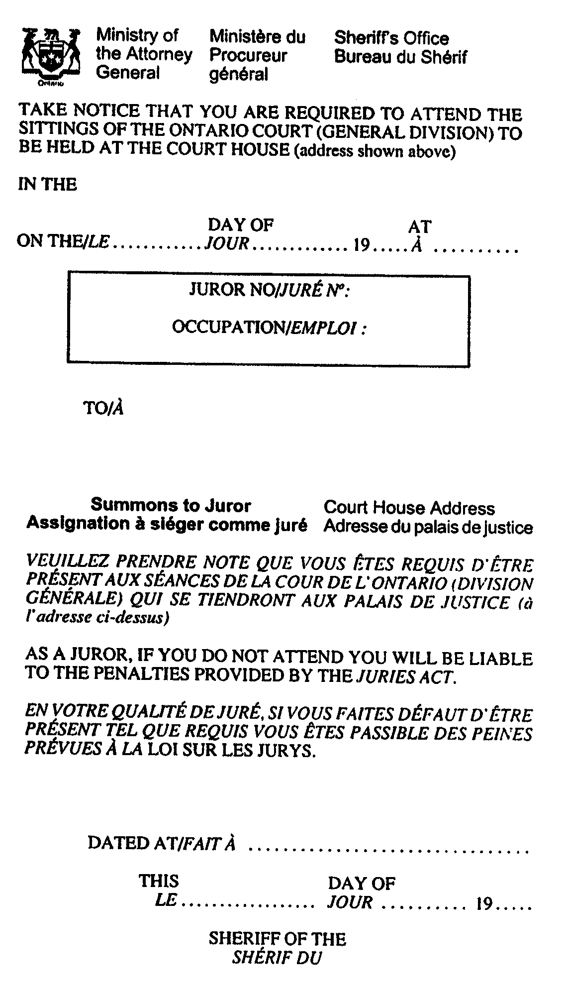 Ontario
Ministry of
the Attorney
General
Ministère du
Procureur
général
Sheriff's Office
Bureau du Shérif
TAKE NOTICE THAT YOU ARE REQUIRED TO ATTEND THE
SITTINGS OF THE ONTARIO COURT (GENERAL DIVISION) TO
BE HELD AT THE COURT HOUSE (address shown above)
IN THE
DAY OF AT
ON THE/LE ............ JOUR ............. 19 ..... À ..........
JUROR NO/JURÉ Nº:
OCCUPATION/EMPLOI :
TO/À
Summons to Juror
Assignation à siéger comme juré
Court House Address
Adresse du palais de justice
VEUILLEZ PRENDRE NOTE QUE VOUS ÊTES REQUIS D'ÊTRE
PRÉSENT AUX SÉANCES DE LA COUR DE L'ONTARIO (DIVISION
GÉNÉRALE) QUI SE TIENDRONT AUX PALAIS DE JUSTICE (à
l'adresse ci-dessus)
AS A JUROR, IF YOU DO NOT ATTEND YOU WILL BE LIABLE
TO THE PENALTIES PROVIDED BY THE JURIES ACT.
EN VOTRE QUALITÉ DE JURÉ, SI VOUS FAITES DÉFAUT D'ÊTRE
PRÉSENT TEL QUE REQUIS VOUS ÊTES PASSIBLE DES PEINES
PRÉVUES À LA LOI SUR LES JURYS.
DATED AT/FAIT À .................................
THIS DAY OF
LE .................. JOUR .......... 19 .....
SHERIFF OF THE
SHÉRIF DU